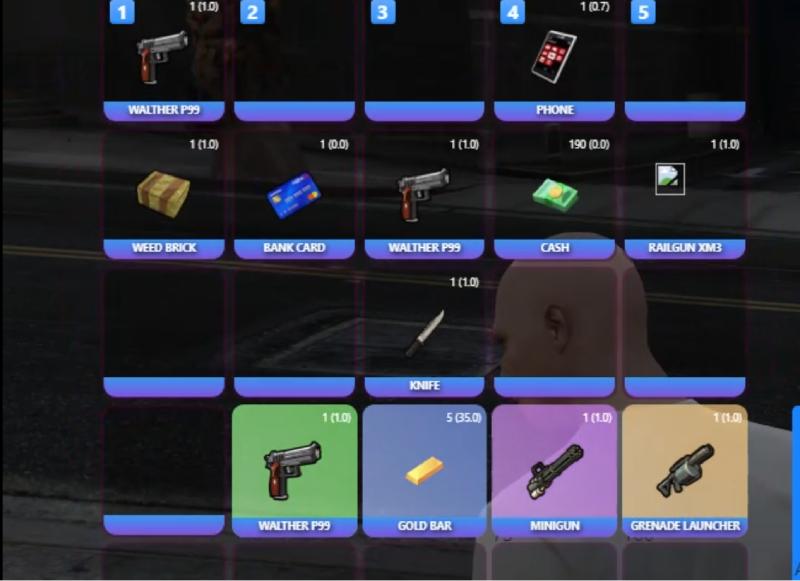 1 1 (1.0) 2 3 4 1 (0.7) 5
WALTHER P99 PHONE
1 (1.0) 1 (0.0) 1 (1.0) 190 (0.0) 1 (1.0)
WEED BRICK BANK CARD WALTHER P99 CASH RAILGUN XM3
1 (1.0)
KNIFE
1 (1.0) 5 (35.0) 1 (1.0) 1 (1.0)
WALTHER P99 GOLD BAR MINIGUN GRENADE LAUNCHER